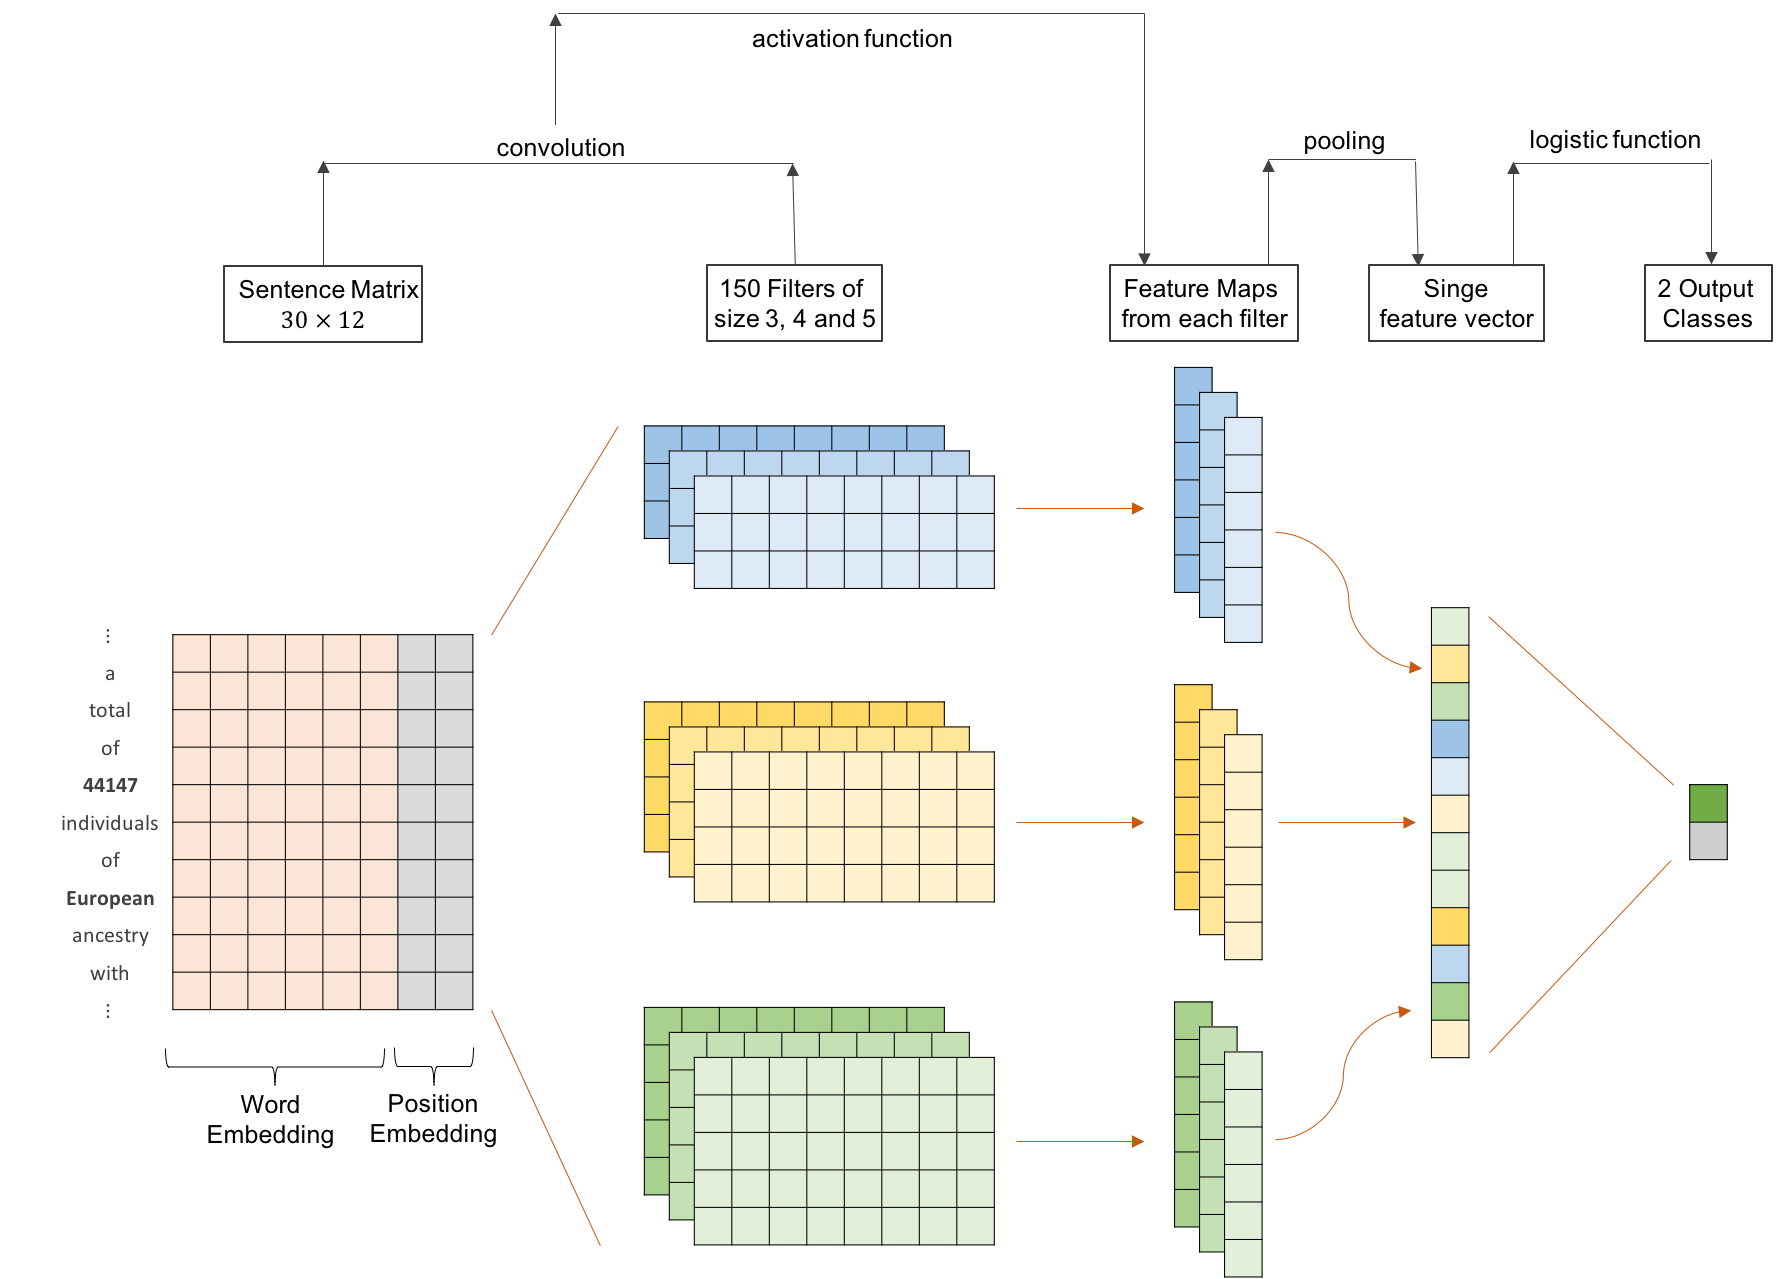 activation function
convolution
pooling
logistic function
Sentence Matrix
30 × 12
150 Filters of
size 3, 4 and 5
Feature Maps
from each filter
Singe
feature vector
2 Output
Classes
⋮
a
total
of
44147
individuals
of
European
ancestry
with
⋮
Word
Embedding
Position
Embedding